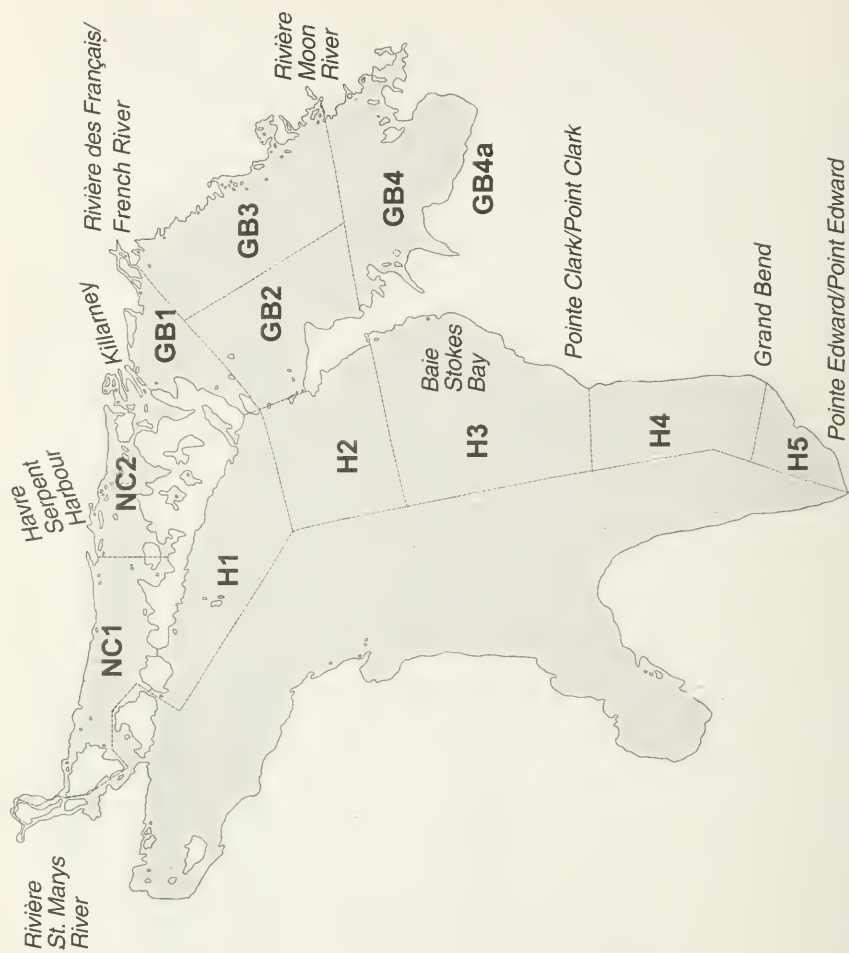 Rivière
St. Marys
River
NC1
Havre
Serpent
Harbour
NC2
Killarney
Rivière des Français/
French River
GB1
GB3
GB2
Rivière
Moon
River
GB4
GB4a
H1
H2
Baie
Stokes
Bay
H3
Pointe Clark/Point Clark
H4
Grand Bend
H5
Pointe Edward/Point Edward